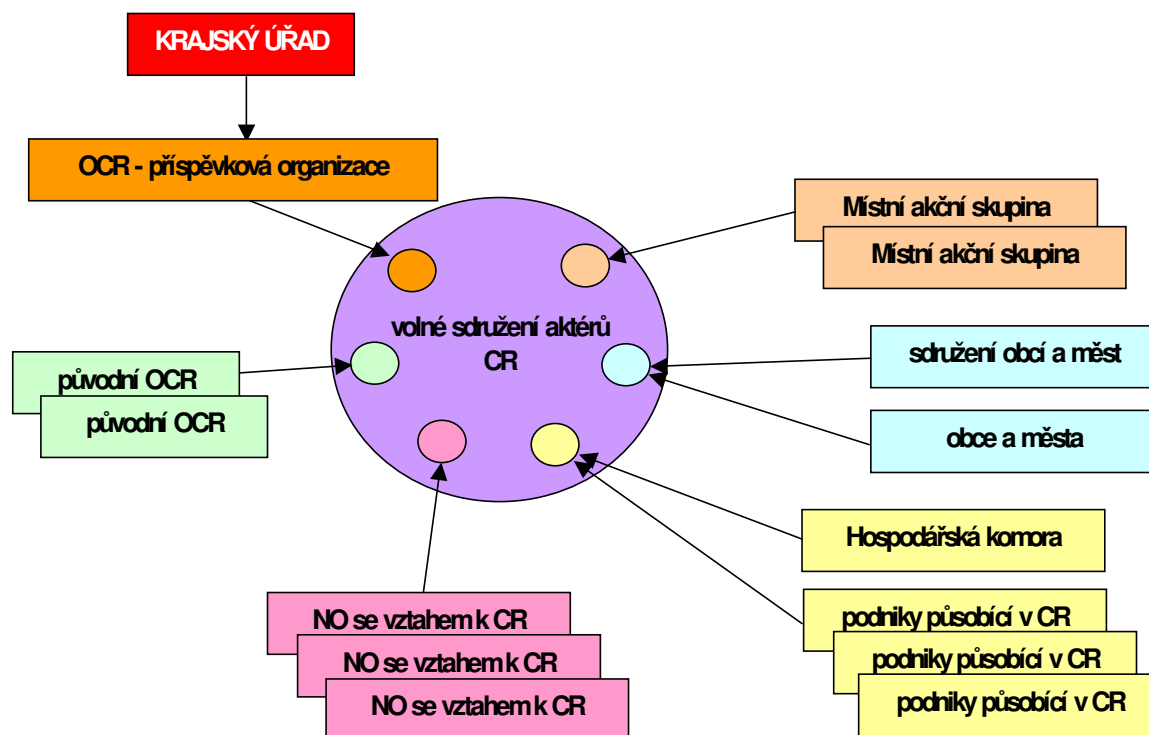 KRAJSKÝ ÚŘAD
OCR - příspěvková organizace
Místní akční skupina
Místní akční skupina
volné sdružení aktérů
CR
sdružení obcí a měst
původní OCR
původní OCR
obce a města
Hospodářská komora
NO se vztahem k CR
NO se vztahem k CR
NO se vztahem k CR
podniky působící v CR
podniky působící v CR
podniky působící v CR